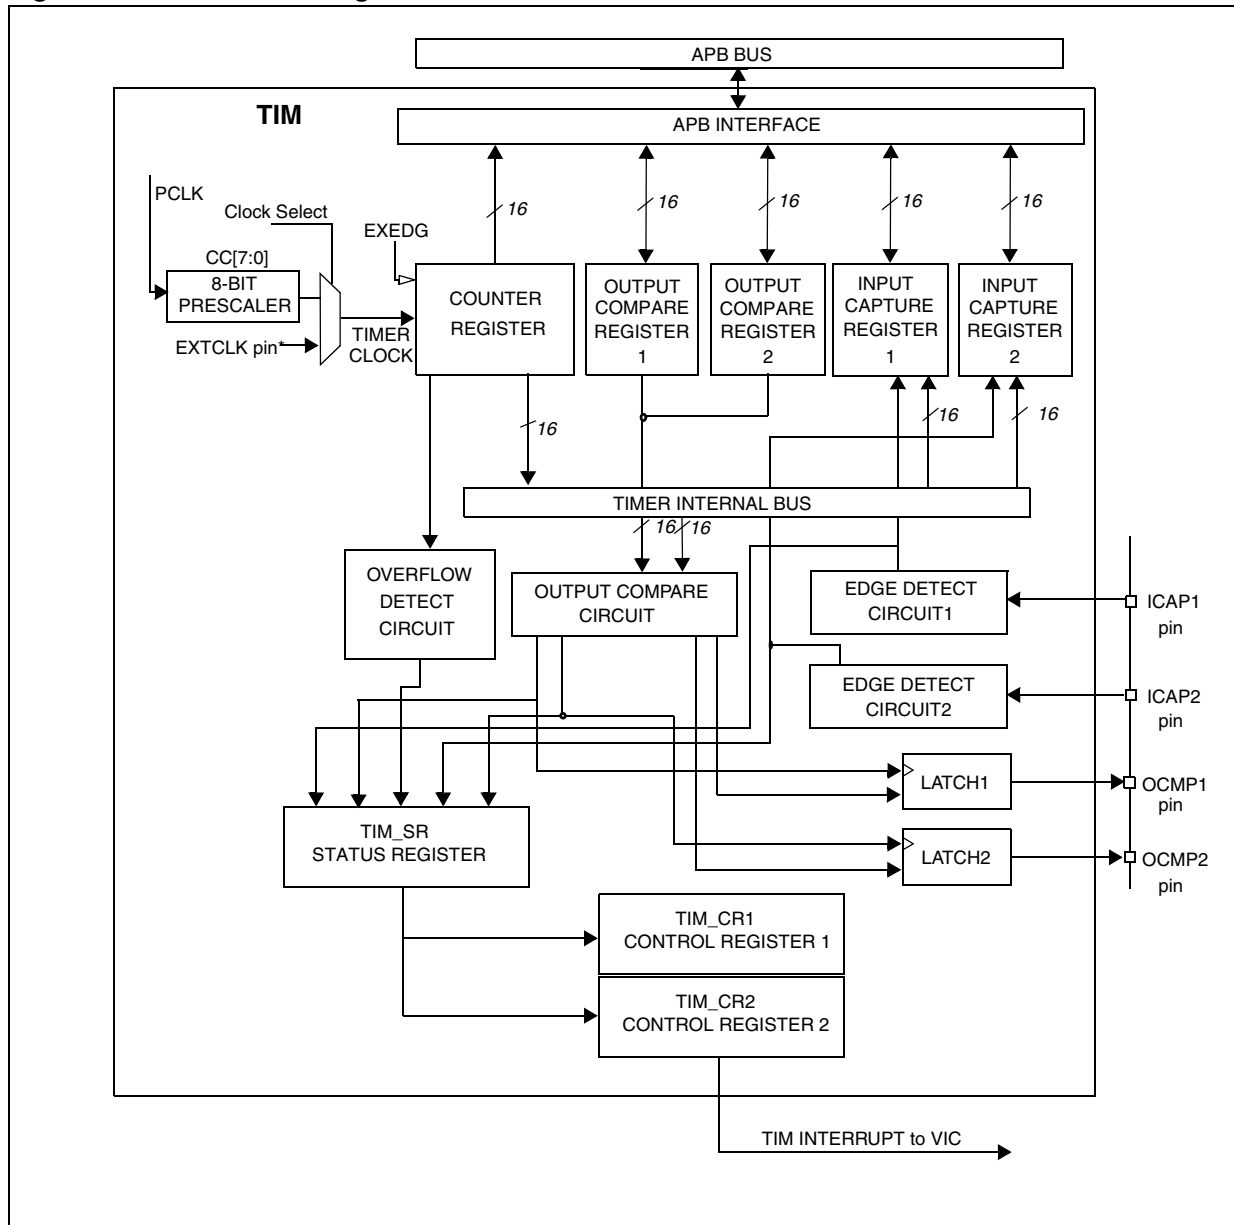 APB BUS
TIM
APB INTERFACE
PCLK
Clock Select
16
16
16
16
16
EXEDG
CC[7:0]
8-BIT
PRESCALER
COUNTER
REGISTER
OUTPUT
COMPARE
REGISTER
1
OUTPUT
COMPARE
REGISTER
2
INPUT
CAPTURE
REGISTER
1
INPUT
CAPTURE
REGISTER
2
EXTCLK pin*
TIMER
CLOCK
16
16
16
TIMER INTERNAL BUS
16
16
OVERFLOW
DETECT
CIRCUIT
OUTPUT COMPARE
CIRCUIT
EDGE DETECT
CIRCUIT1
ICAP1
pin
EDGE DETECT
CIRCUIT2
ICAP2
pin
LATCH1
OCMP1
pin
TIM_SR
STATUS REGISTER
LATCH2
OCMP2
pin
TIM_CR1
CONTROL REGISTER 1
TIM_CR2
CONTROL REGISTER 2
TIM INTERRUPT to VIC